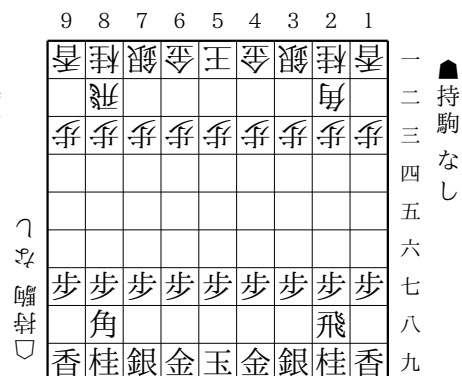 9 8 7 6 5 4 3 2 1
香 桂 銀 金 王 金 銀 桂 香 一
飛 角 二
歩 歩 歩 歩 歩 歩 歩 歩 歩 三
四
五
六
歩 歩 歩 歩 歩 歩 歩 歩 歩 七
角 飛 八
香 桂 銀 金 玉 金 銀 桂 香 九
☗持駒 なし
☖持駒 なし